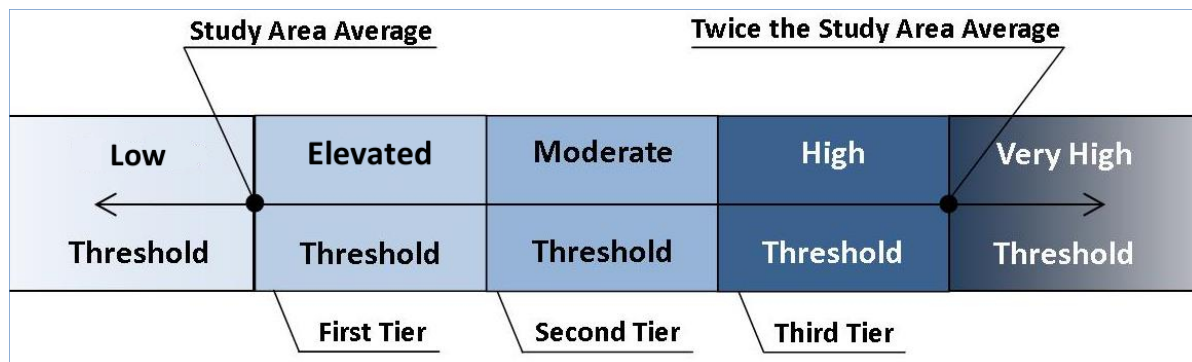 Study Area Average
Twice the Study Area Average
Low
Elevated
Moderate
High
Very High
Threshold
Threshold
Threshold
Threshold
Threshold
First Tier
Second Tier
Third Tier